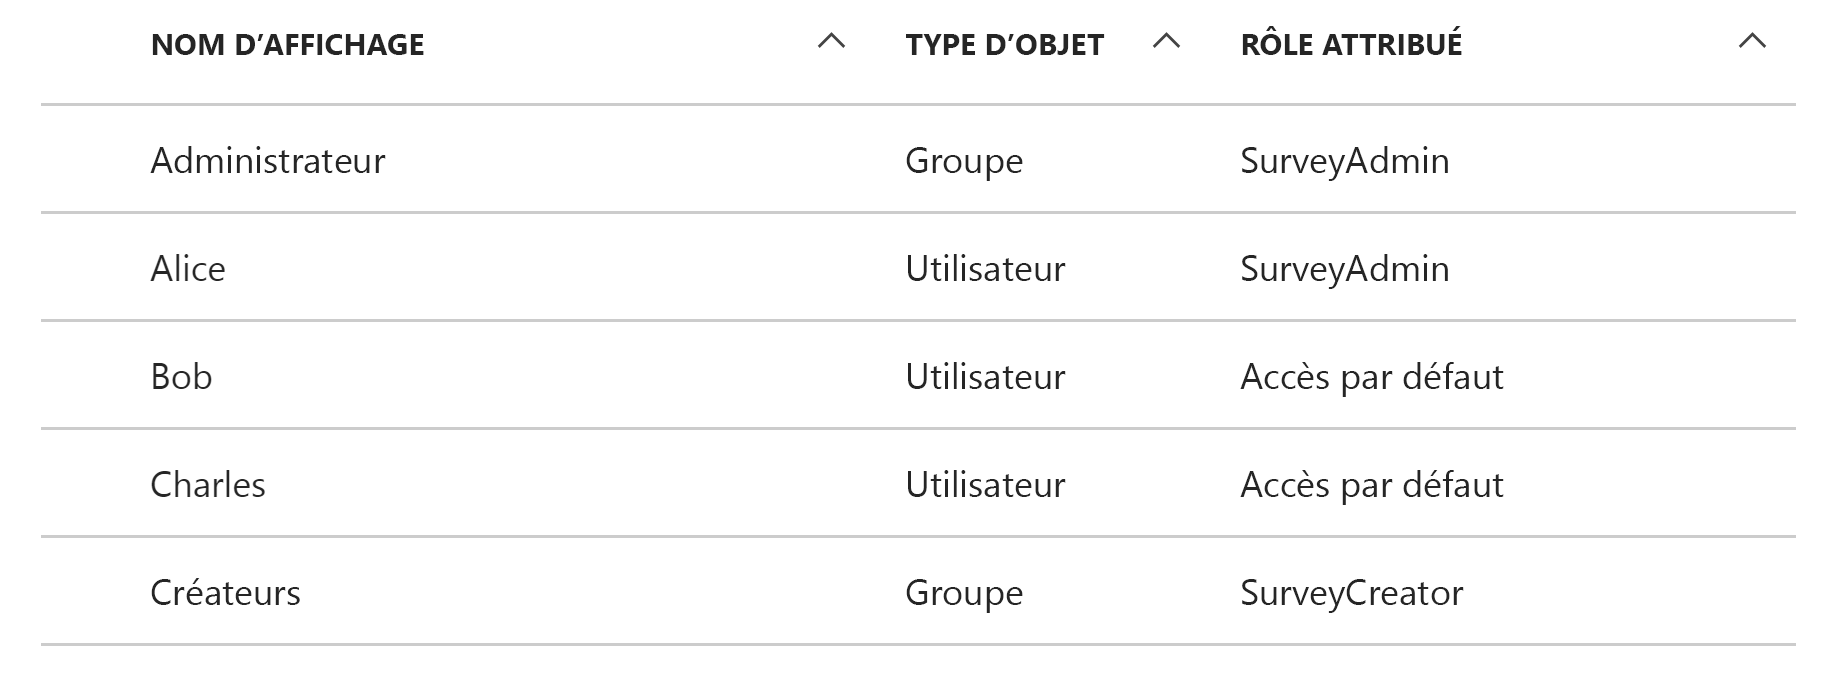 NOM D’AFFICHAGE TYPE D’OBJET RÔLE ATTRIBUÉ
Administrateur Groupe SurveyAdmin
Alice Utilisateur SurveyAdmin
Bob Utilisateur Accès par défaut
Charles Utilisateur Accès par défaut
Créateurs Groupe SurveyCreator